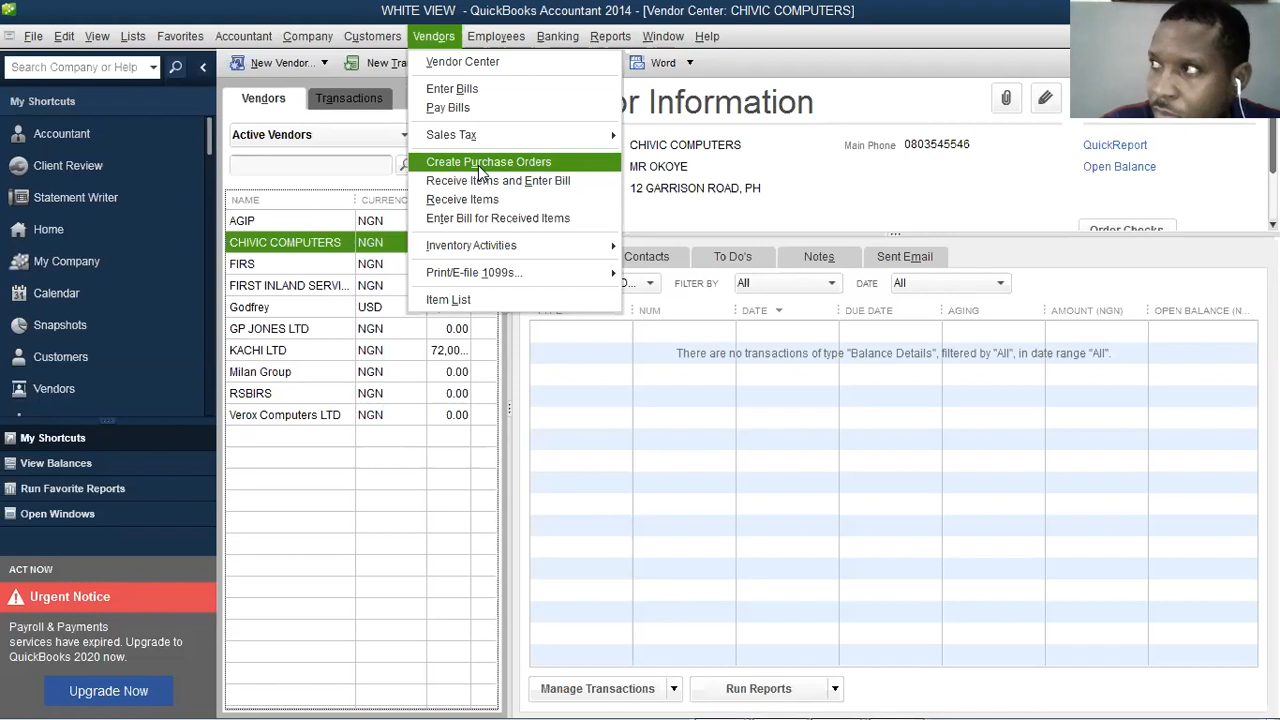 WHITE VIEW - QuickBooks Accountant 2014 - [Vendor Center: CHIVIC COMPUTERS]
File Edit View Lists Favorites Accountant Company Customers Vendors Employees Banking Reports Window Help
Search Company or Help
New Vendor...
New Tra
Word
My Shortcuts
Accountant
Client Review
Statement Writer
Home
My Company
Calendar
Snapshots
Customers
Vendors
My Shortcuts
View Balances
Run Favorite Reports
Open Windows
ACT NOW
Urgent Notice
Payroll & Payments
services have expired. Upgrade to
QuickBooks 2020 now.
Upgrade Now
Vendors Transactions
Active Vendors
NAME CURRENC
AGIP NGN
CHIVIC COMPUTERS NGN
FIRS NGN
FIRST INLAND SERVI... NGN
Godfrey USD
GP JONES LTD NGN 0.00
KACHI LTD NGN 72,00...
Milan Group NGN 0.00
RSBIRS NGN 0.00
Verox Computers LTD NGN 0.00
Vendor Center
Enter Bills
Pay Bills
Sales Tax
Create Purchase Orders
Receive Items and Enter Bill
Receive Items
Enter Bill for Received Items
Inventory Activities
Print/E-file 1099s...
Item List
or Information
CHIVIC COMPUTERS
MR OKOYE
12 GARRISON ROAD, PH
Main Phone 0803545546
QuickReport
Open Balance
Order Checks
Contacts To Do's Notes Sent Email
D... FILTER BY All DATE All
NUM DATE DUE DATE AGING AMOUNT (NGN) OPEN BALANCE (N...
There are no transactions of type "Balance Details", filtered by "All", in date range "All".
Manage Transactions Run Reports